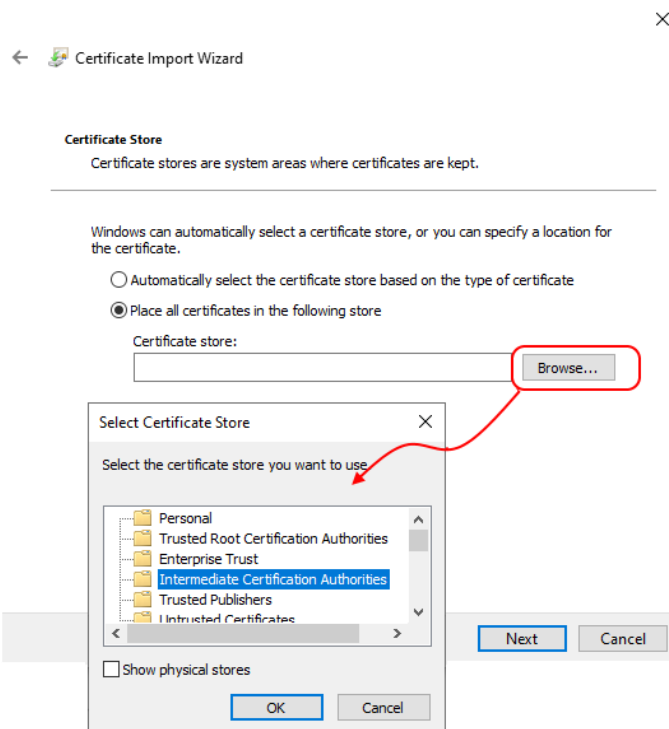 Certificate Import Wizard
Certificate Store
Certificate stores are system areas where certificates are kept.
Windows can automatically select a certificate store, or you can specify a location for
the certificate.
Automatically select the certificate store based on the type of certificate
Place all certificates in the following store
Certificate store:
Browse...
Select Certificate Store
Select the certificate store you want to use
Personal
Trusted Root Certification Authorities
Enterprise Trust
Intermediate Certification Authorities
Trusted Publishers
Untrusted Certificates
Show physical stores
OK
Cancel
Next
Cancel